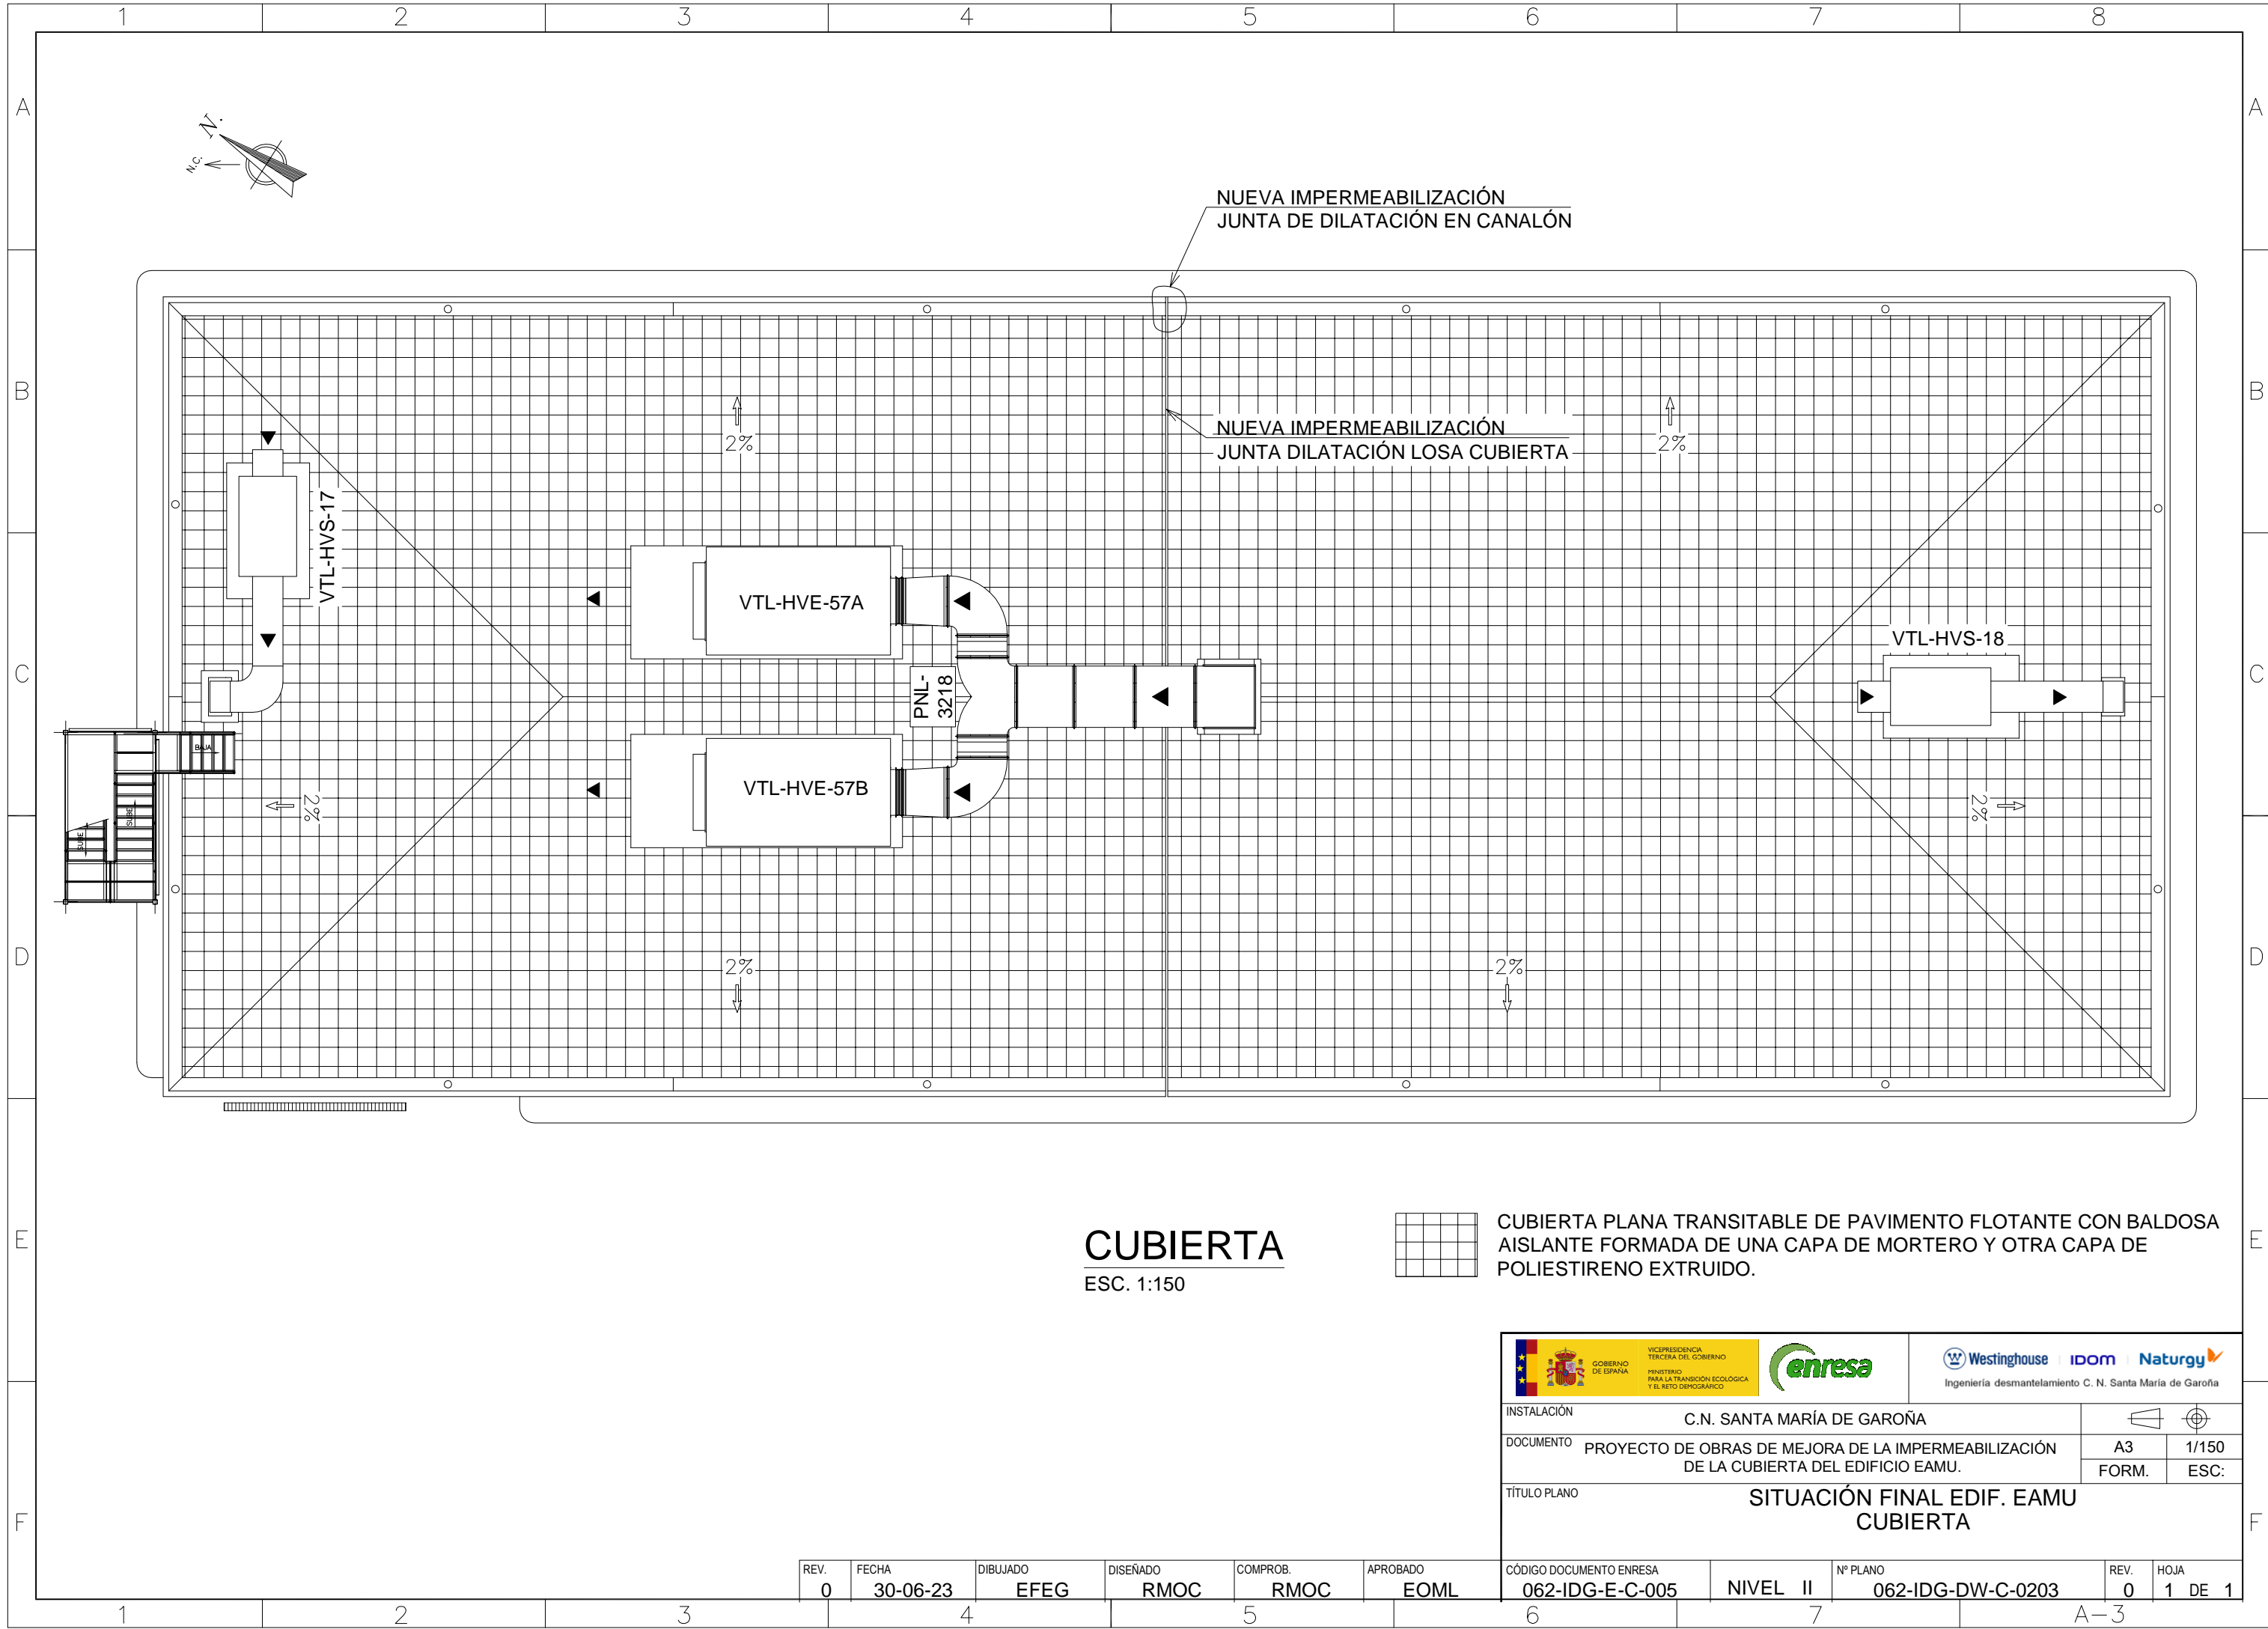 1 2 3 4 5 6 7 8
A A
N.
N.C.
NUEVA IMPERMEABILIZACIÓN
JUNTA DE DILATACIÓN EN CANALÓN
B B
2%
NUEVA IMPERMEABILIZACIÓN
JUNTA DILATACIÓN LOSA CUBIERTA
2%
VTL-HVS-17
VTL-HVE-57A
VTL-HVS-18
C C
PNL-
3218
BAJA
VTL-HVE-57B
2%
2%
SUBE
SUBE
D D
2%
2%
E E
CUBIERTA
ESC. 1:150
CUBIERTA PLANA TRANSITABLE DE PAVIMENTO FLOTANTE CON BALDOSA
AISLANTE FORMADA DE UNA CAPA DE MORTERO Y OTRA CAPA DE
POLIESTIRENO EXTRUIDO.
GOBIERNO
DE ESPAÑA
VICEPRESIDENCIA
TERCERA DEL GOBIERNO
MINISTERIO
PARA LA TRANSICIÓN ECOLÓGICA
Y EL RETO DEMOGRÁFICO
enresa
W Westinghouse IDOM Naturgy
Ingeniería desmantelamiento C. N. Santa María de Garoña
INSTALACIÓN
C.N. SANTA MARÍA DE GAROÑA
DOCUMENTO PROYECTO DE OBRAS DE MEJORA DE LA IMPERMEABILIZACIÓN
DE LA CUBIERTA DEL EDIFICIO EAMU.
A3 1/150
FORM. ESC:
TÍTULO PLANO
SITUACIÓN FINAL EDIF. EAMU
CUBIERTA
F F
REV. FECHA DIBUJADO DISEÑADO COMPROB. APROBADO CÓDIGO DOCUMENTO ENRESA Nº PLANO REV. HOJA
0 30-06-23 EFEG RMOC RMOC EOML 062-IDG-E-C-005 NIVEL II 062-IDG-DW-C-0203 0 1 DE 1
1 2 3 4 5 6 7 A-3